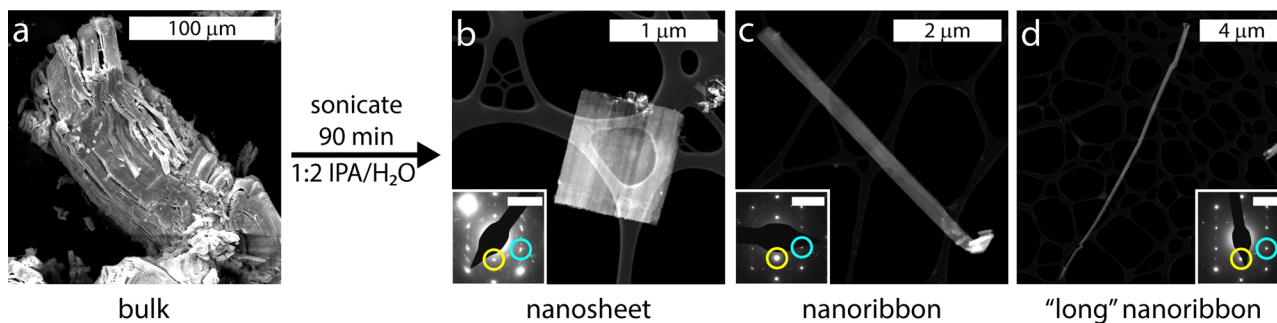 a
100 μm
sonicate
90 min
1:2 IPA/H₂O
b
1 μm
c
2 μm
d
4 μm
bulk
nanosheet
nanoribbon
“long” nanoribbon